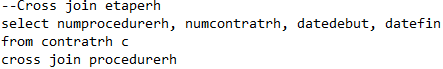 --Cross join etaperh
select numprocedurerh, numcontratrh, datedebut, datefin
from contratrh c
cross join procedurerh